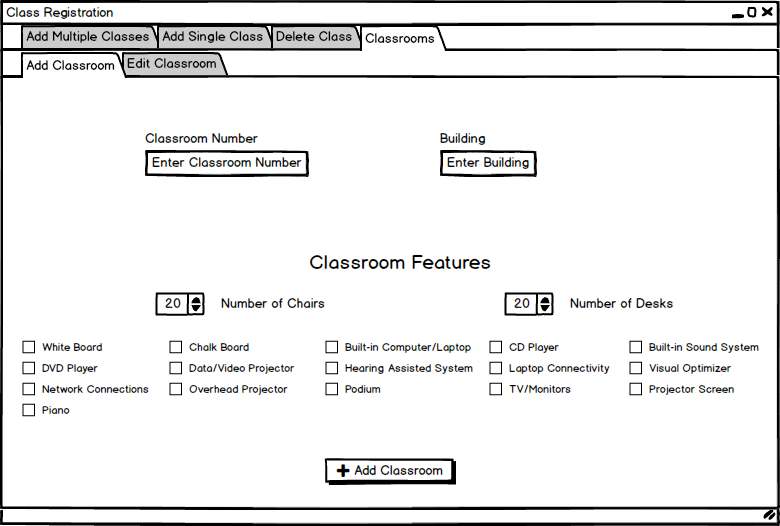 Class Registration
Add Multiple Classes Add Single Class Delete Class Classrooms
Add Classroom Edit Classroom
Classroom Number Building
Enter Classroom Number Enter Building
Classroom Features
20 Number of Chairs 20 Number of Desks
White Board Chalk Board Built-in Computer/Laptop CD Player Built-in Sound System
DVD Player Data/Video Projector Hearing Assisted System Laptop Connectivity Visual Optimizer
Network Connections Overhead Projector Podium TV/Monitors Projector Screen
Piano
Add Classroom